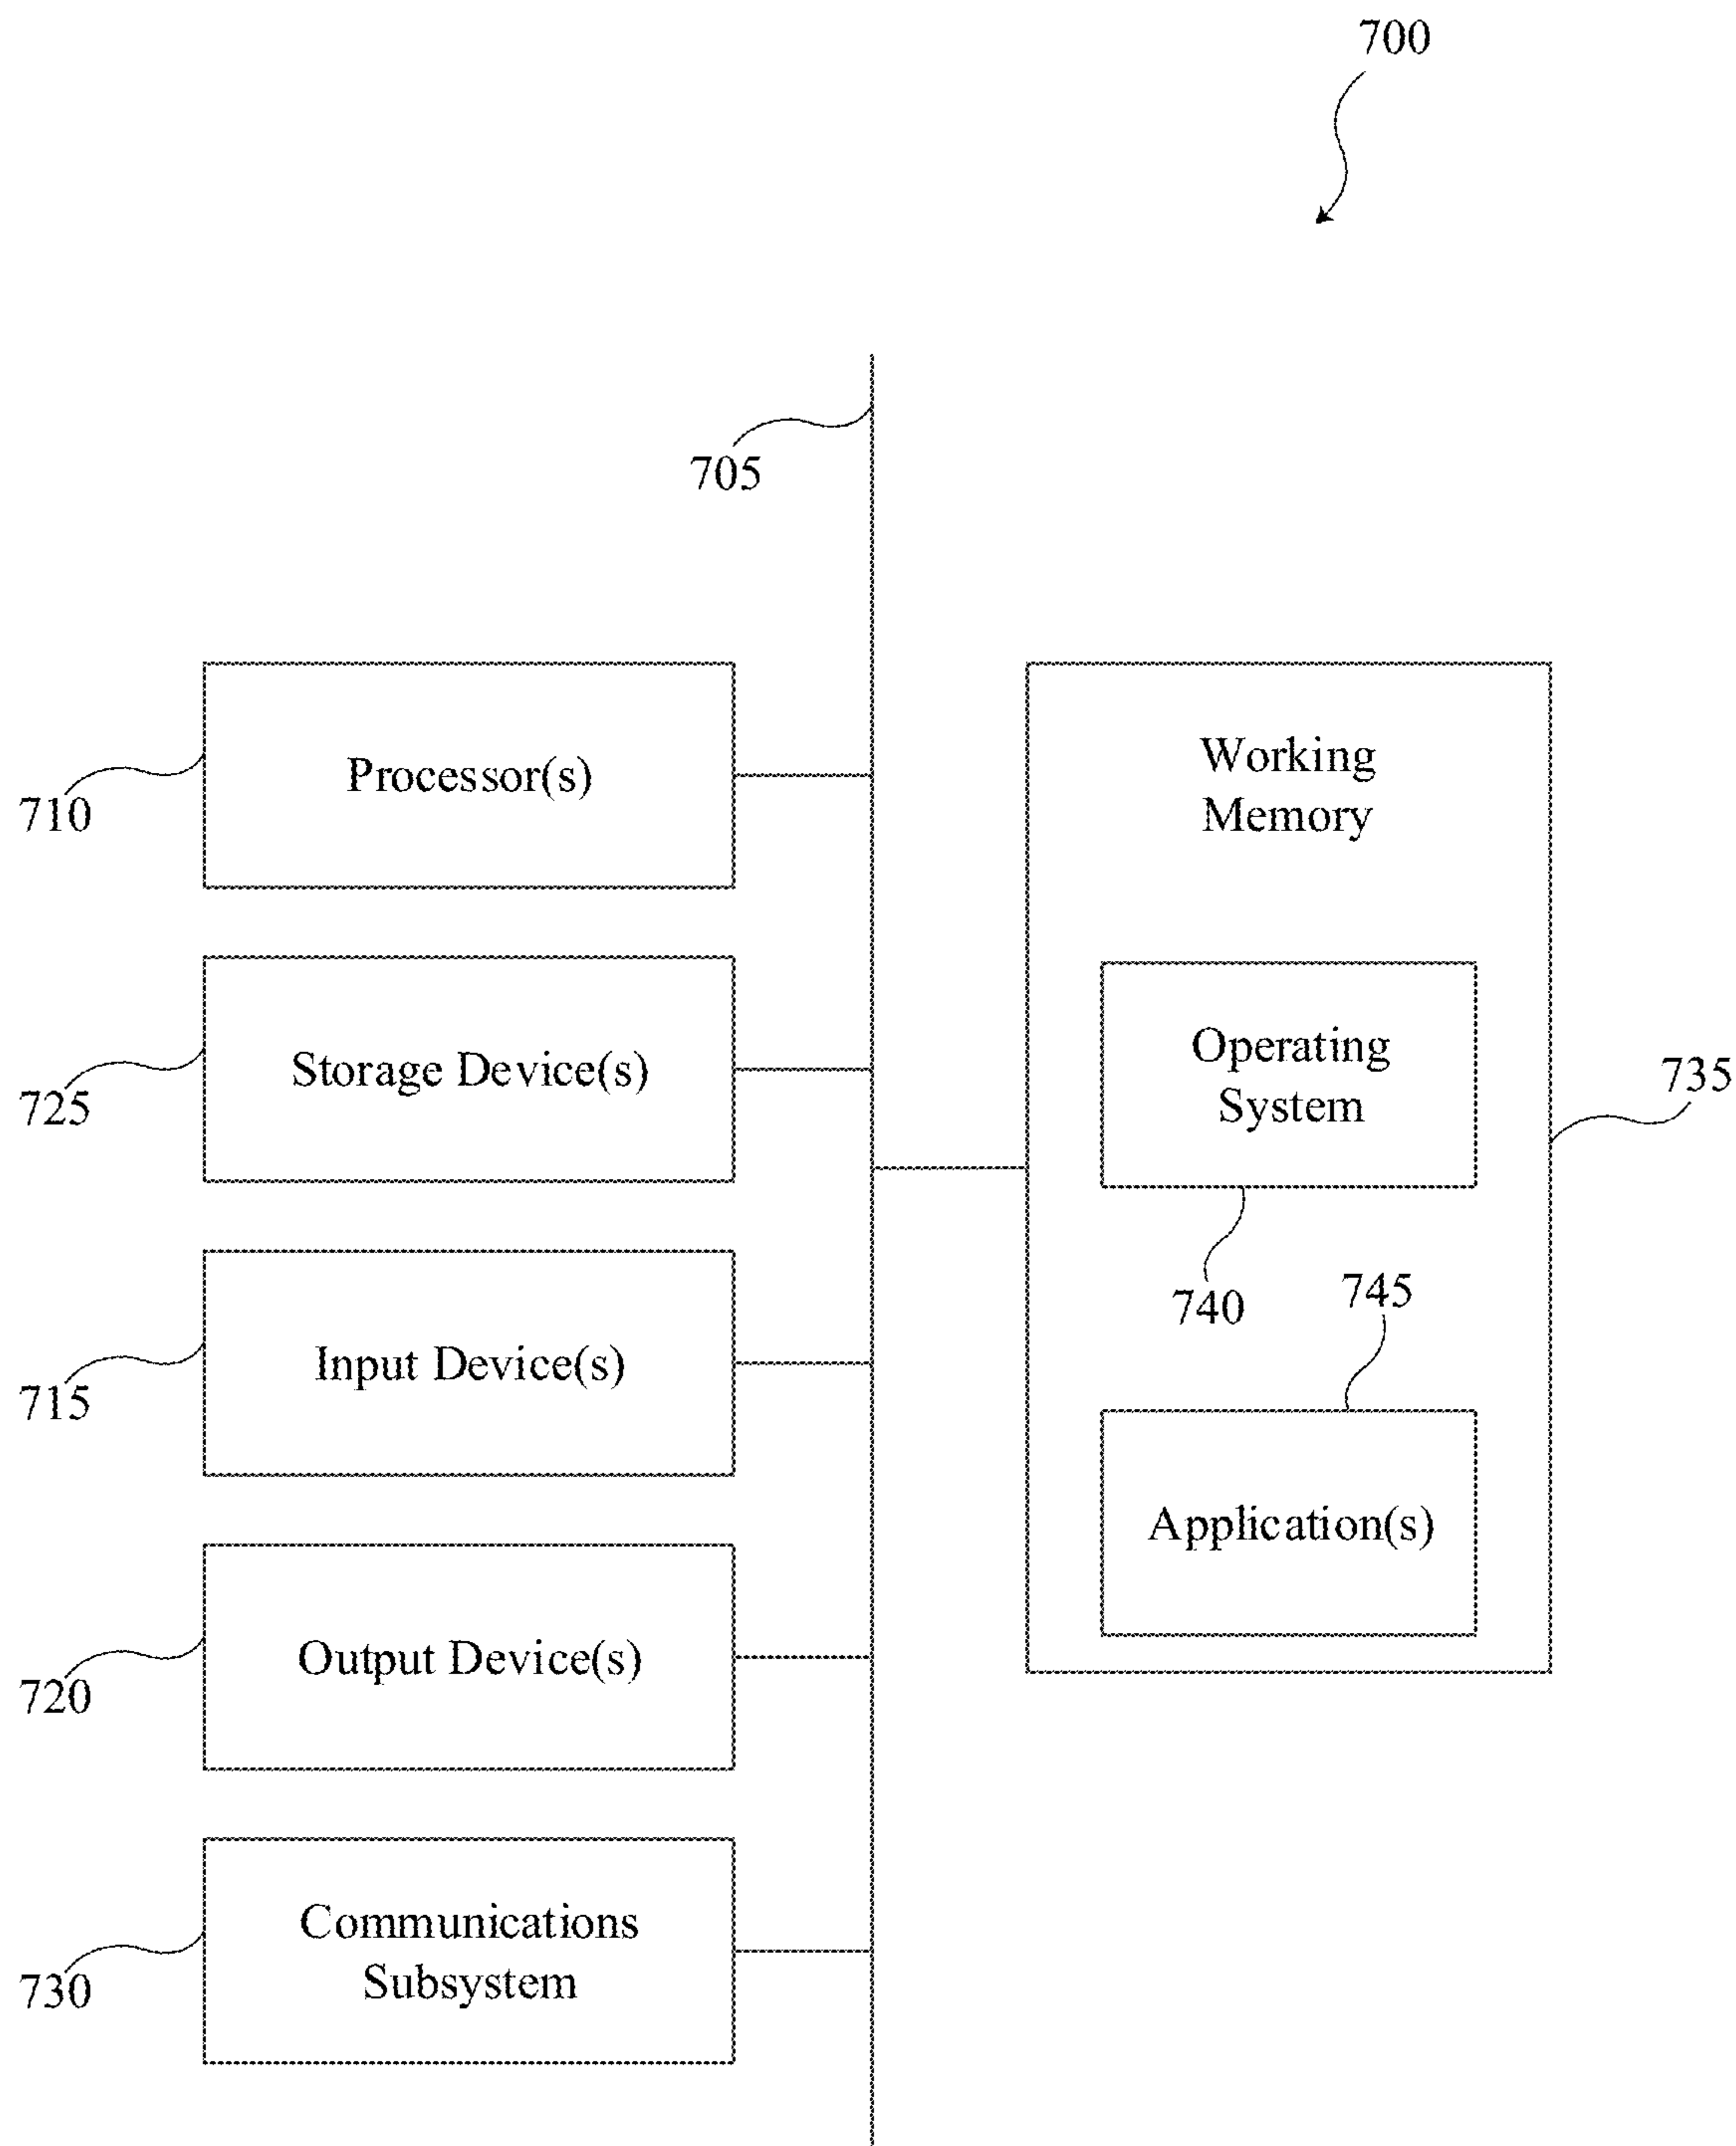 700
705
Processor(s)
710
Working
Memory
Storage Device(s)
725
Operating
System
735
740
Input Device(s)
715
745
Application(s)
Output Device(s)
720
Communications
Subsystem
730